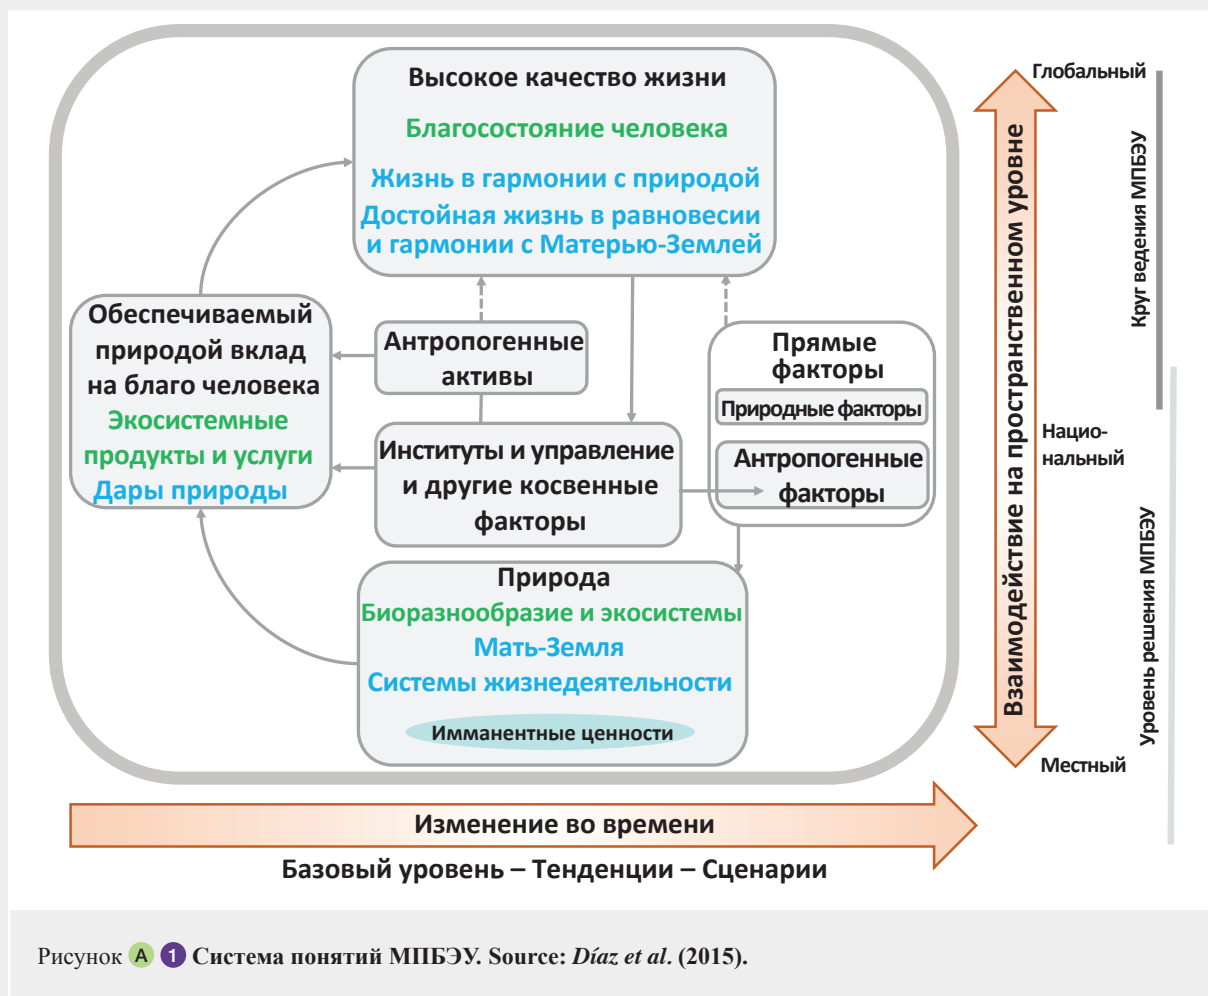 Высокое качество жизни
Благосостояние человека
Жизнь в гармонии с природой
Достойная жизнь в равновесии
и гармонии с Матерью-Землей
Обеспечиваемый
природой вклад
на благо человека
Экосистемные
продукты и услуги
Дары природы
Антропогенные
активы
Институты и управление
и другие косвенные
факторы
Прямые
факторы
Природные факторы
Антропогенные
факторы
Природа
Биоразнообразие и экосистемы
Мать-Земля
Системы жизнедеятельности
Имманентные ценности
Глобальный
Нацио-
нальный
Местный
Взаимодействие на пространственном уровне
Круг ведения МПБЭУ
Уровень решения МПБЭУ
Изменение во времени
Базовый уровень – Тенденции – Сценарии
Рисунок A 1 Система понятий МПБЭУ. Source: Díaz et al. (2015).